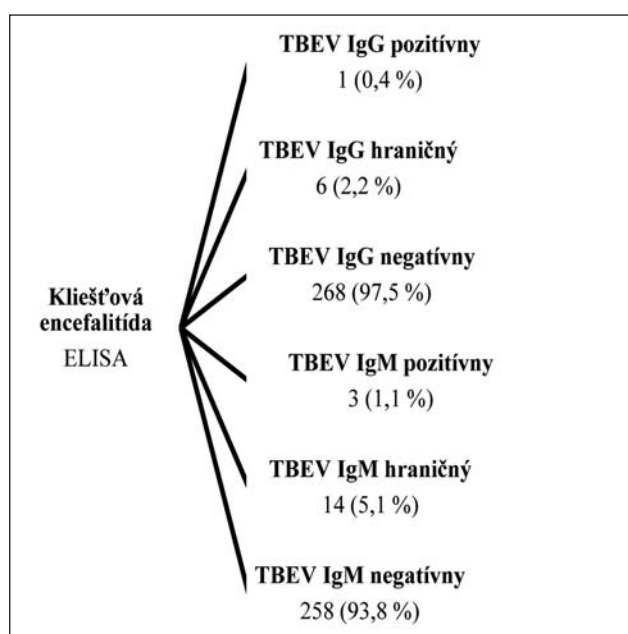 TBEV IgG pozitívny
1 (0,4 %)
TBEV IgG hraničný
6 (2,2 %)
TBEV IgG negatívny
268 (97,5 %)
Kliešťová
encefalitída
ELISA
TBEV IgM pozitívny
3 (1,1 %)
TBEV IgM hraničný
14 (5,1 %)
TBEV IgM negatívny
258 (93,8 %)